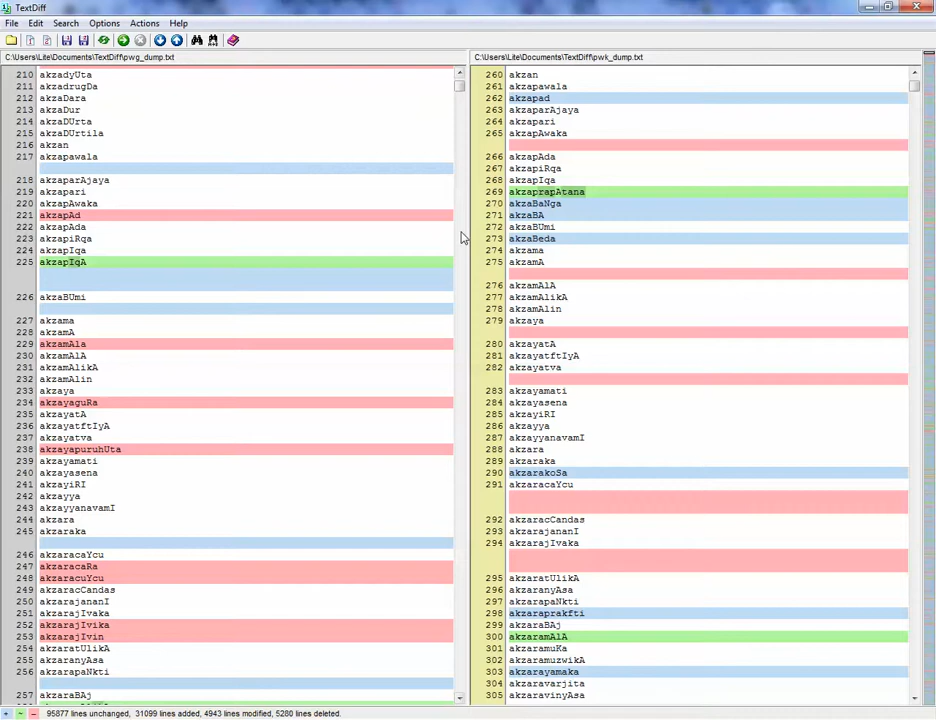 TextDiff
File Edit Search Options Actions Help
C:\Users\Lite\Documents\TextDiff\pwg_dump.txt
210 akzadyUta
211 akzadrugDa
212 akzaDara
213 akzaDur
214 akzaDUrta
215 akzaDUrtila
216 akzan
217 akzapawala
218 akzaparAjaya
219 akzapari
220 akzapAwaka
221 akzapAd
222 akzapAda
223 akzapiRqa
224 akzapIqa
225 akzapIqA
226 akzaBUmi
227 akzama
228 akzamA
229 akzamAla
230 akzamAlA
231 akzamAlikA
232 akzamAlin
233 akzaya
234 akzayaguRa
235 akzayatA
236 akzayatftIyA
237 akzayatva
238 akzayapuruhUta
239 akzayamati
240 akzayasena
241 akzayiRI
242 akzayya
243 akzayyanavamI
244 akzara
245 akzaraka
246 akzaracaYcu
247 akzaracaRa
248 akzaracuYcu
249 akzaracCandas
250 akzarajananI
251 akzarajIvaka
252 akzarajIvika
253 akzarajIvin
254 akzaratUlikA
255 akzaranyAsa
256 akzarapaNkti
257 akzaraBAj
C:\Users\Lite\Documents\TextDiff\pwk_dump.txt
260 akzan
261 akzapawala
262 akzapad
263 akzaparAjaya
264 akzapari
265 akzapAwaka
266 akzapAda
267 akzapiRqa
268 akzapIqa
269 akzaprapAtana
270 akzaBaNga
271 akzaBA
272 akzaBUmi
273 akzaBeda
274 akzama
275 akzamA
276 akzamAlA
277 akzamAlikA
278 akzamAlin
279 akzaya
280 akzayatA
281 akzayatftIyA
282 akzayatva
283 akzayamati
284 akzayasena
285 akzayiRI
286 akzayya
287 akzayyanavamI
288 akzara
289 akzaraka
290 akzarakoSa
291 akzaracaYcu
292 akzaracCandas
293 akzarajananI
294 akzarajIvaka
295 akzaratUlikA
296 akzaranyAsa
297 akzarapaNkti
298 akzaraprakfti
299 akzaraBAj
300 akzaramAlA
301 akzaramuKa
302 akzaramuzwikA
303 akzarayamaka
304 akzaravarjita
305 akzaravinyAsa
95877 lines unchanged, 31099 lines added, 4943 lines modified, 5280 lines deleted.